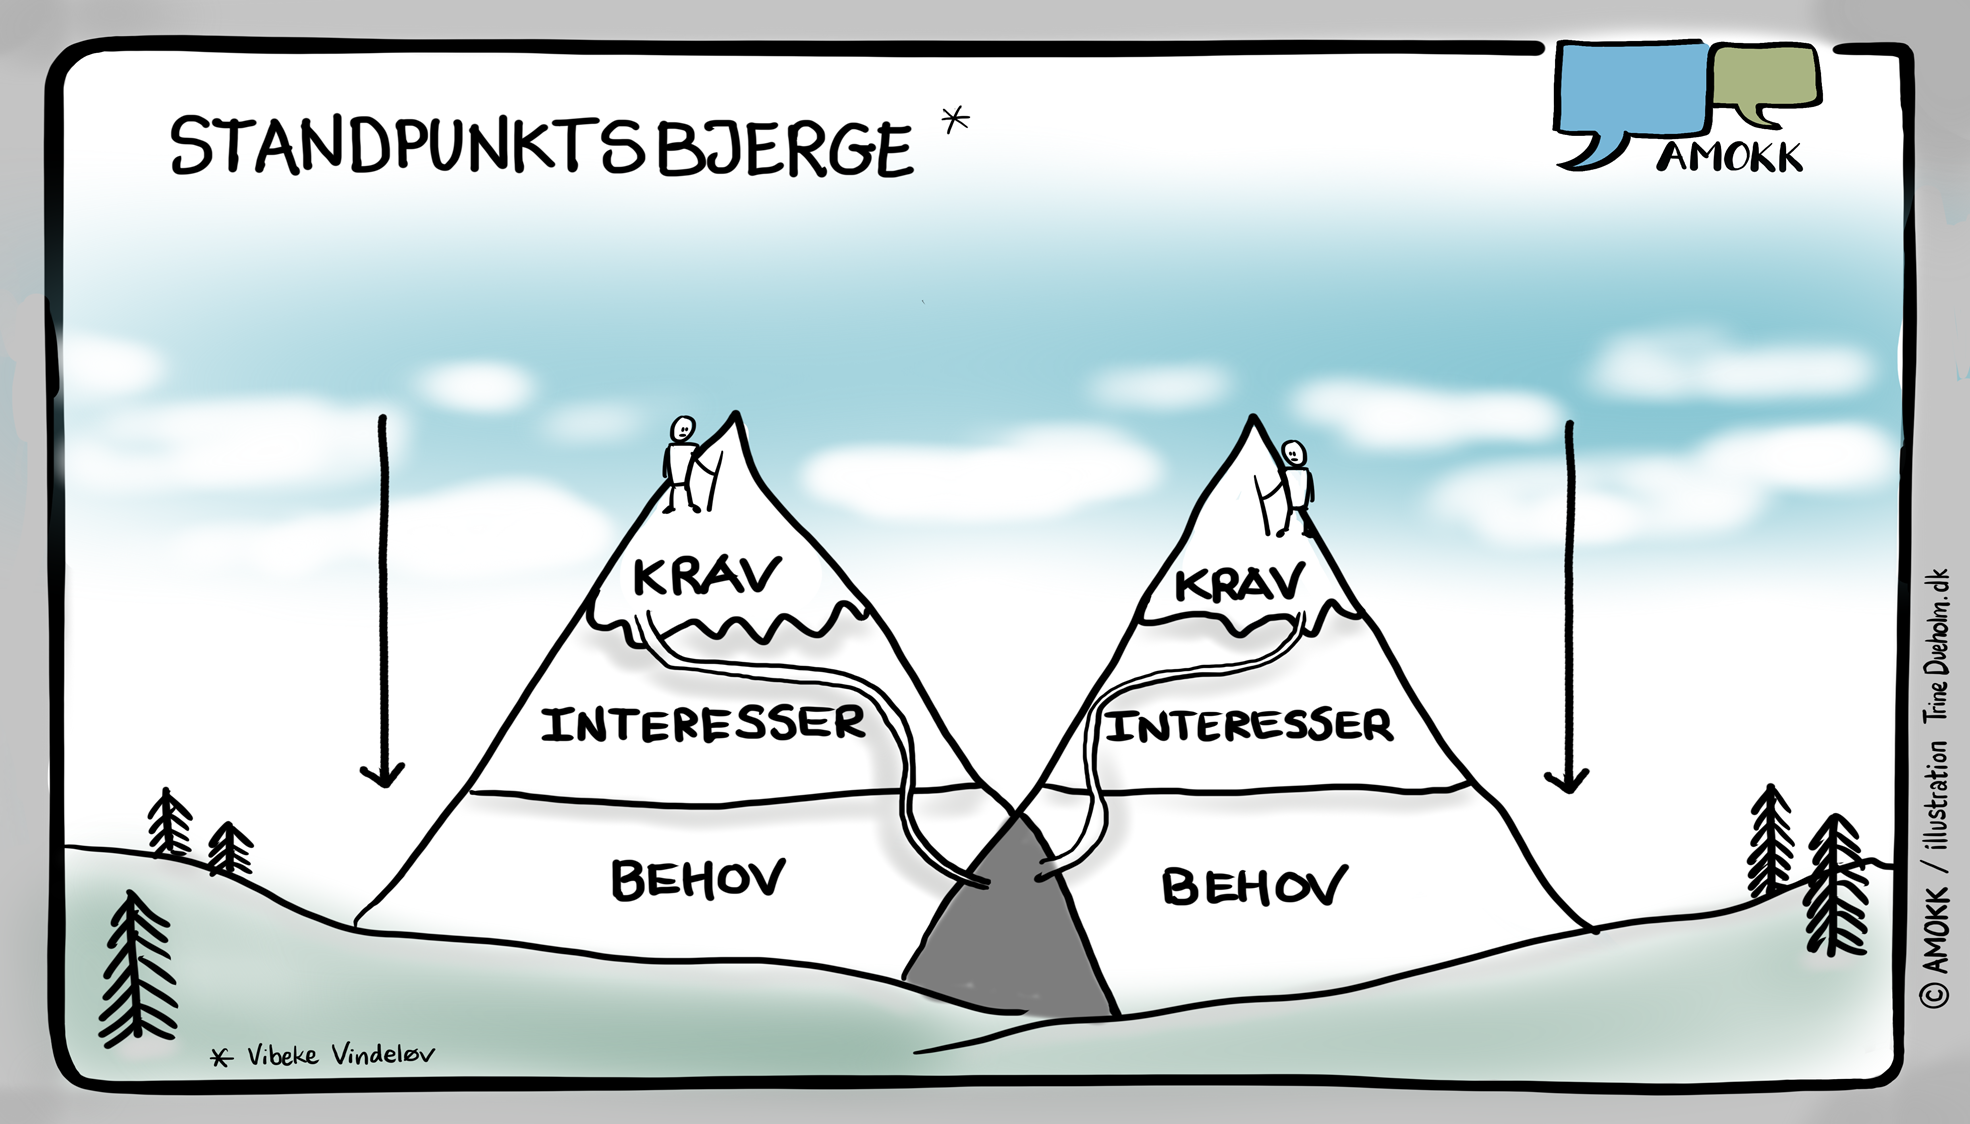 STANDPUNKTSBJERGE *
AMOKK
KRAV
KRAV
INTERESSER
INTERESSER
BEHOV
BEHOV
* Vibeke Vindeløv
© AMOKK / illustration Trine Dueholm.dk